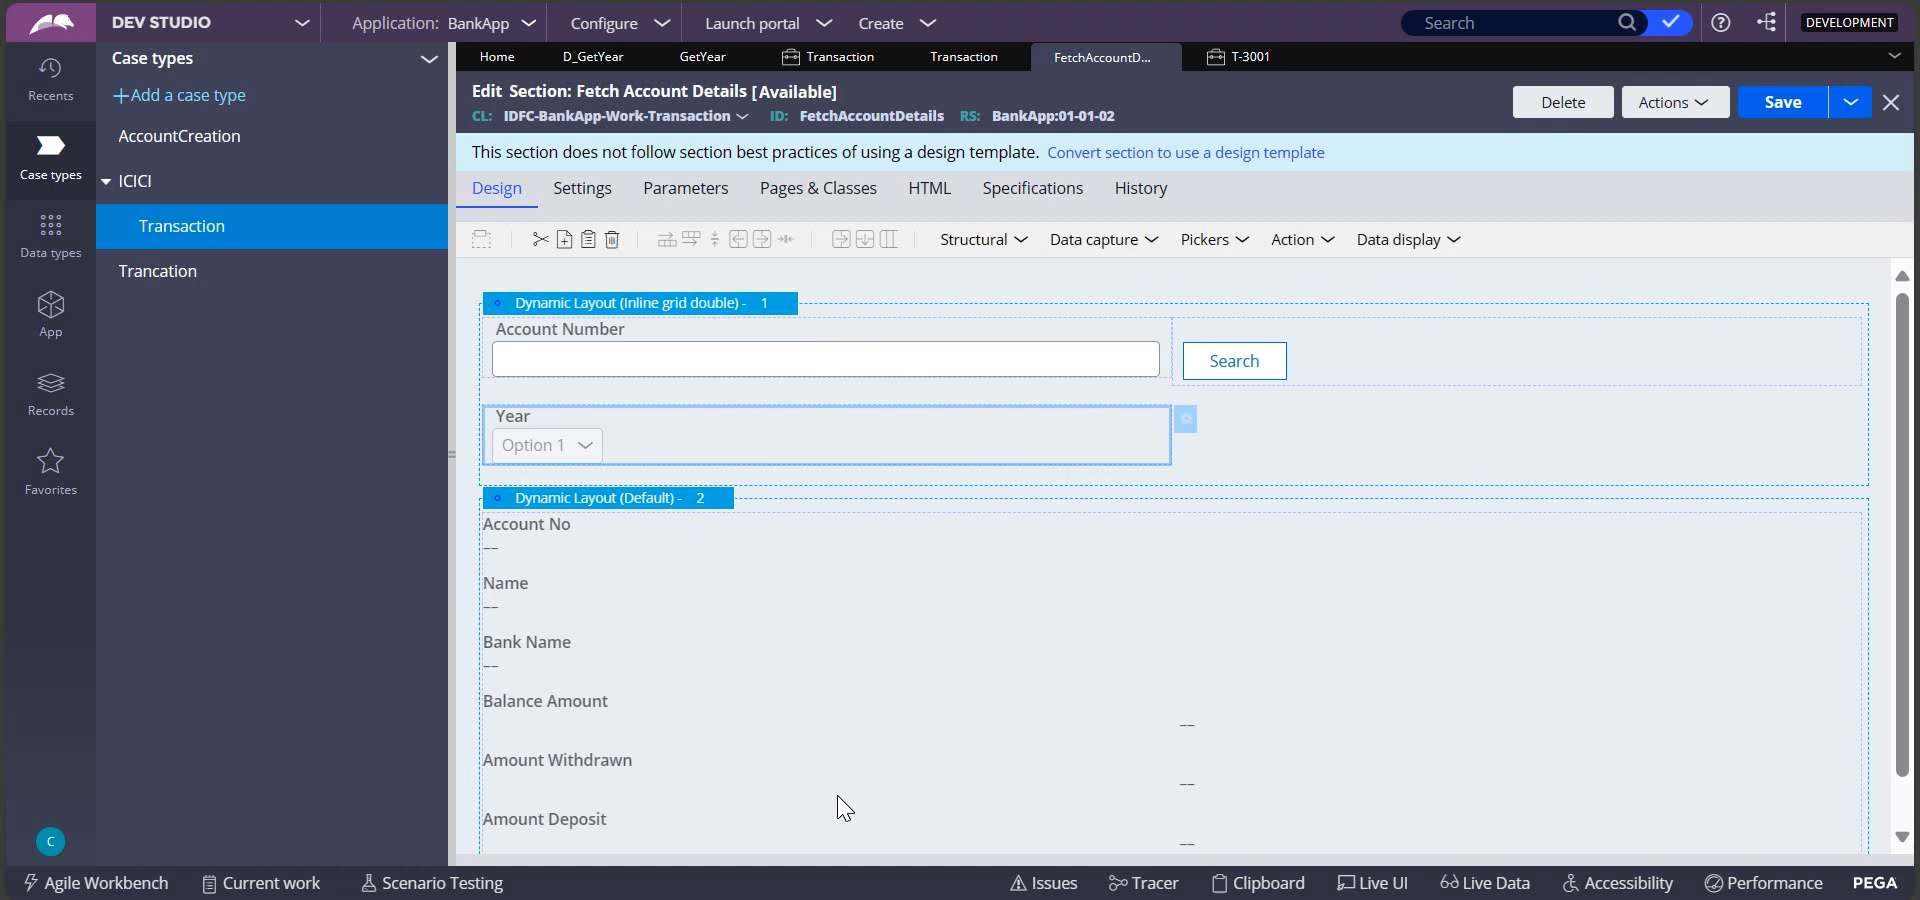 DEV STUDIO
Application: BankApp
Configure
Launch portal
Create
Search
DEVELOPMENT
Recents
Case types
Data types
App
Records
Favorites
C
Case types
Add a case type
AccountCreation
ICICI
Transaction
Trancation
Home
D_GetYear
GetYear
Transaction
Transaction
FetchAccountD...
T-3001
Edit Section: Fetch Account Details [Available]
CL: IDFC-BankApp-Work-Transaction ID: FetchAccountDetails RS: BankApp:01-01-02
Delete
Actions
Save
This section does not follow section best practices of using a design template. Convert section to use a design template
Design
Settings
Parameters
Pages & Classes
HTML
Specifications
History
Structural
Data capture
Pickers
Action
Data display
Dynamic Layout (Inline grid double) - 1
Account Number
Search
Year
Option 1
Dynamic Layout (Default) - 2
Account No
--
Name
--
Bank Name
--
Balance Amount
--
Amount Withdrawn
--
Amount Deposit
--
Agile Workbench
Current work
Scenario Testing
Issues
Tracer
Clipboard
Live UI
Live Data
Accessibility
Performance
PEGA